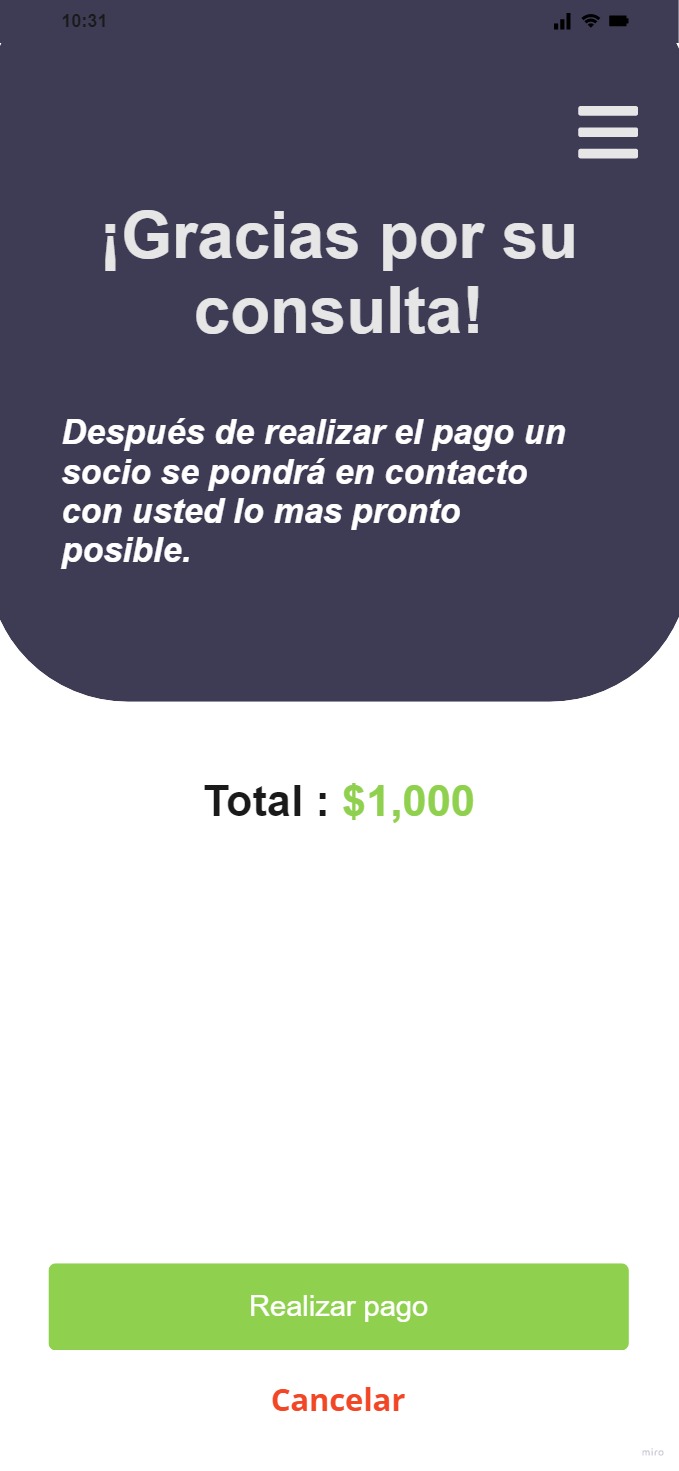 10:31
¡Gracias por su
consulta!
Después de realizar el pago un
socio se pondrá en contacto
con usted lo mas pronto
posible.
Total : $1,000
Realizar pago
Cancelar
miro